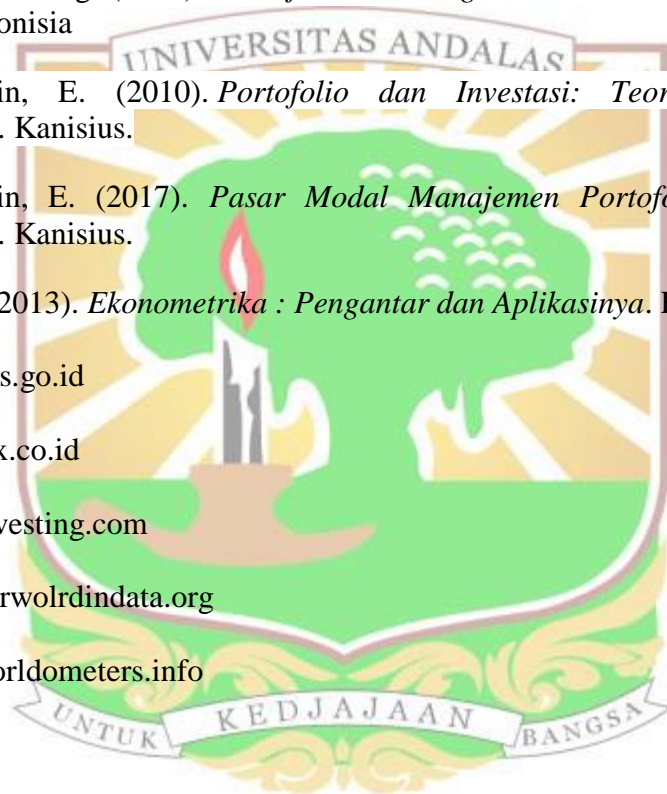 onisia
UNIVERSITAS ANDALAS
in, E. (2010). Portofolio dan Investasi: Teor
. Kanisius.
in, E. (2017). Pasar Modal Manajemen Portofo
. Kanisius.
2013). Ekonometrika : Pengantar dan Aplikasinya.
s.go.id
x.co.id
vesting.com
rwolrdindata.org
orldometers.info
UNTUK KEDJAJAAN BANGSA